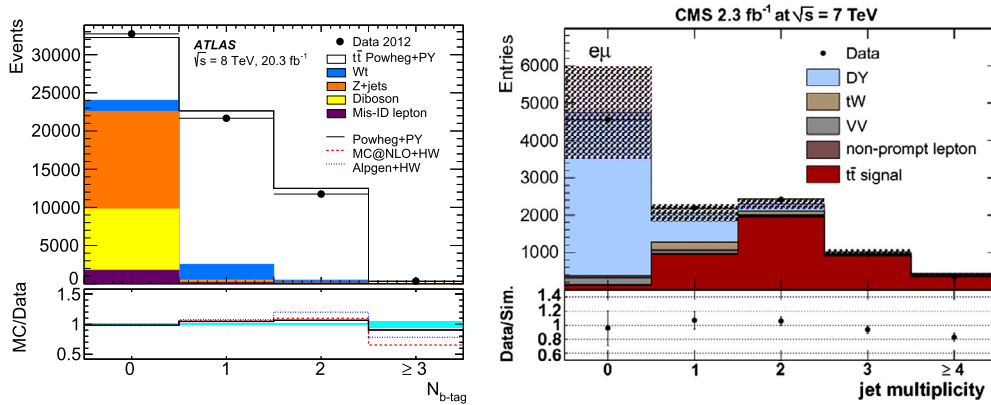 Events
30000
25000
20000
15000
10000
5000
0
ATLAS
√s = 8 TeV, 20.3 fb⁻¹
Data 2012
tt̄ Powheg+PY
Wt
Z+jets
Diboson
Mis-ID lepton
Powheg+PY
MC@NLO+HW
Alpgen+HW
MC/Data
1.5
1
0.5
0 1 2 ≥ 3
N_b-tag
CMS 2.3 fb⁻¹ at √s = 7 TeV
Entries
6000
5000
4000
3000
2000
1000
eμ
Data
DY
tW
VV
non-prompt lepton
tt̄ signal
Data/Sim.
1.4
1.2
1
0.8
0.6
0 1 2 3 ≥ 4
jet multiplicity